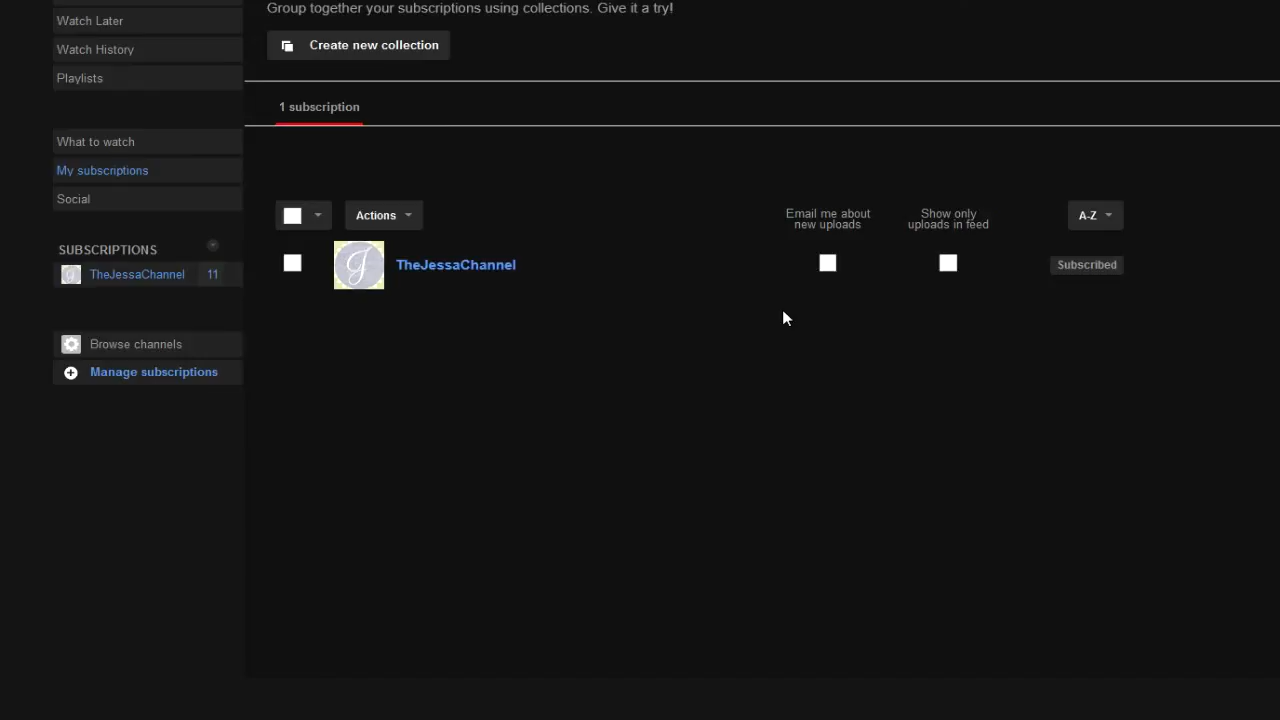 Group together your subscriptions using collections. Give it a try!
Create new collection
Watch Later
Watch History
Playlists
1 subscription
What to watch
My subscriptions
Social
SUBSCRIPTIONS
TheJessaChannel 11
Browse channels
Manage subscriptions
Actions
Email me about
new uploads
Show only
uploads in feed
A-Z
J
TheJessaChannel
Subscribed